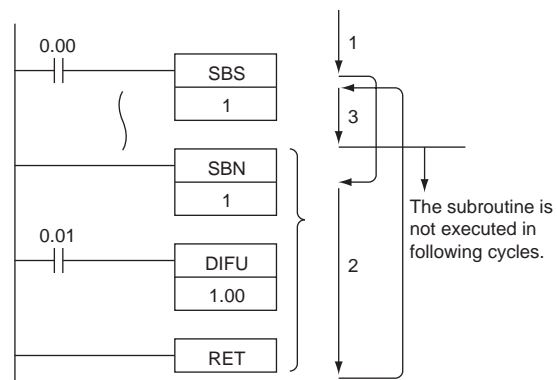 0.00
SBS
1
SBN
1
0.01
DIFU
1.00
RET
1
3
2
The subroutine is
not executed in
following cycles.